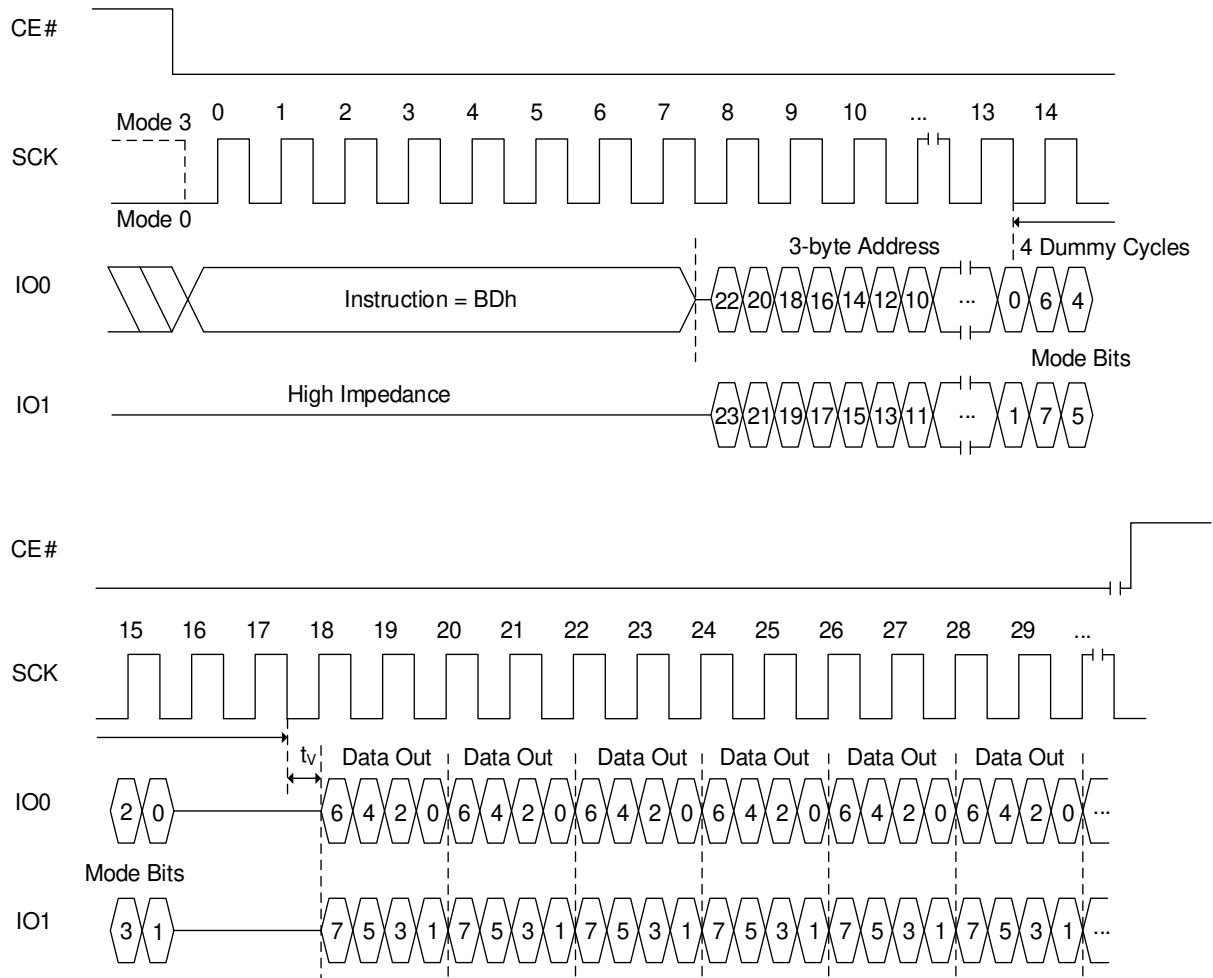 CE#
0 1 2 3 4 5 6 7 8 9 10 ... 13 14
Mode 3
SCK
Mode 0
3-byte Address 4 Dummy Cycles
IO0 Instruction = BDh 22 20 18 16 14 12 10 ... 0 6 4
Mode Bits
IO1 High Impedance 23 21 19 17 15 13 11 ... 1 7 5
CE#
15 16 17 18 19 20 21 22 23 24 25 26 27 28 29 ...
SCK
tV Data Out Data Out Data Out Data Out Data Out Data Out
IO0 2 0 6 4 2 0 6 4 2 0 6 4 2 0 6 4 2 0 6 4 2 0 6 4 2 0 ...
Mode Bits
IO1 3 1 7 5 3 1 7 5 3 1 7 5 3 1 7 5 3 1 7 5 3 1 7 5 3 1 ...